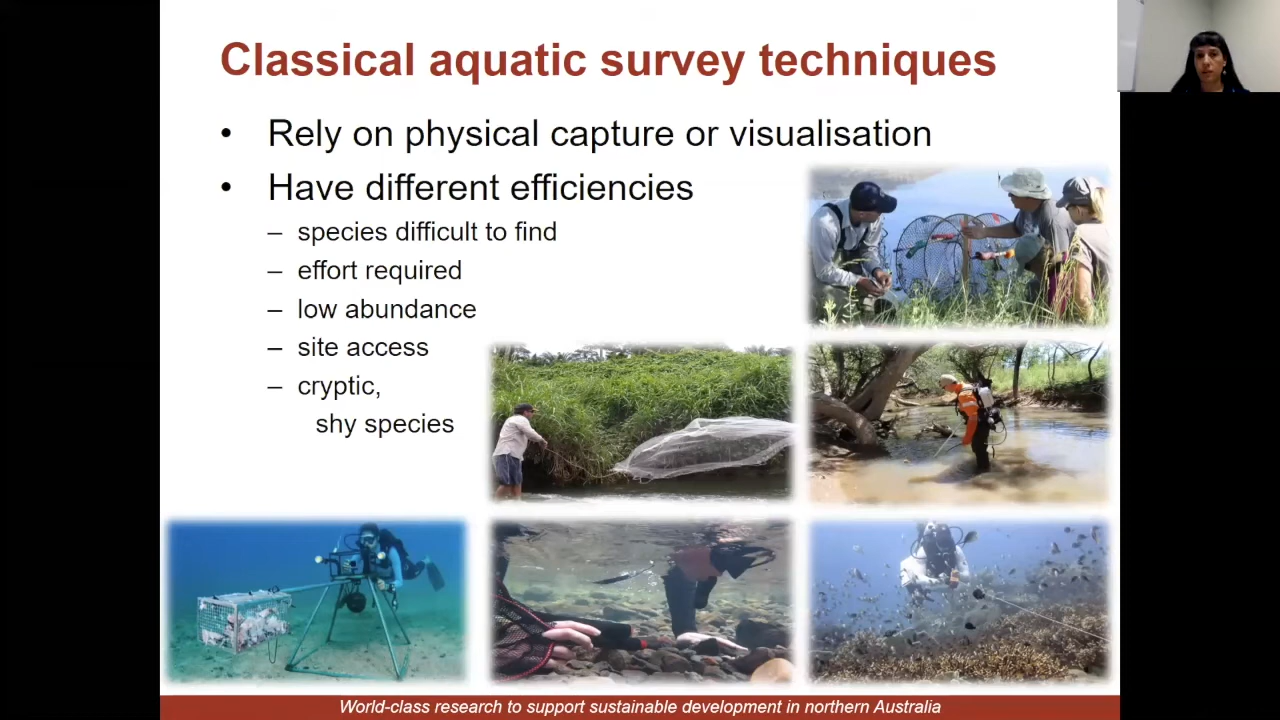 Classical aquatic survey techniques
• Rely on physical capture or visualisation
• Have different efficiencies
– species difficult to find
– effort required
– low abundance
– site access
– cryptic,
shy species
World-class research to support sustainable development in northern Australia